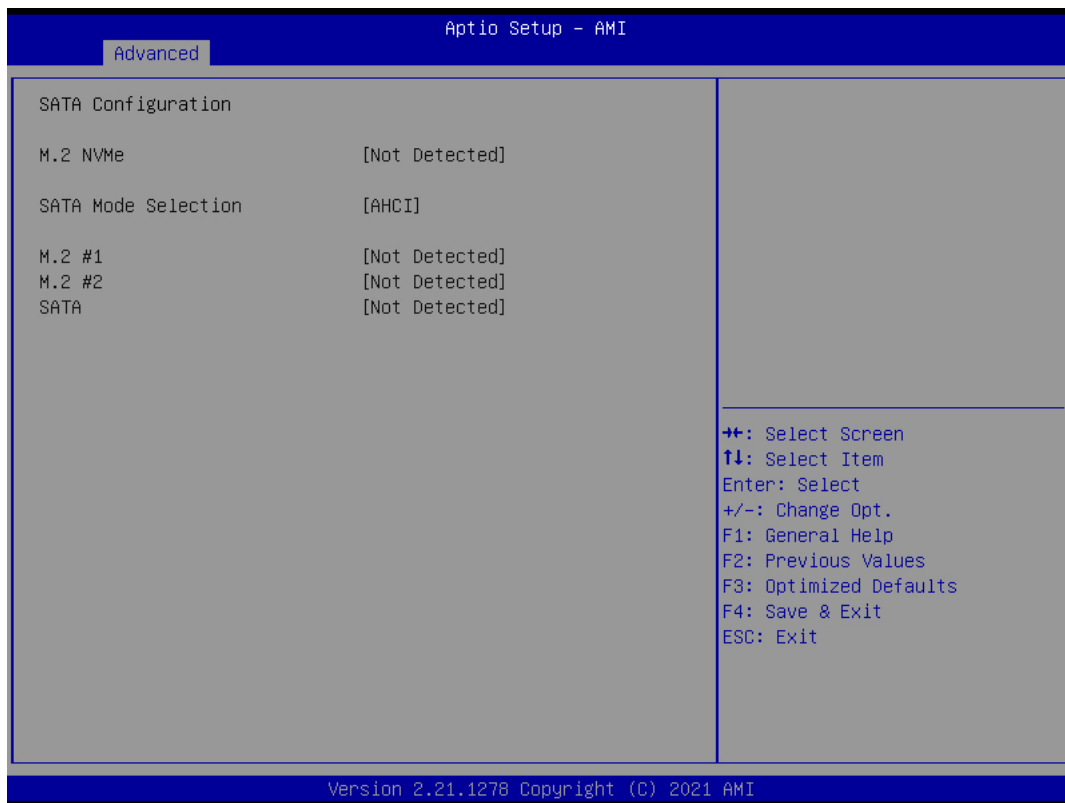 Aptio Setup – AMI
Advanced
SATA Configuration
M.2 NVMe [Not Detected]
SATA Mode Selection [AHCI]
M.2 #1 [Not Detected]
M.2 #2 [Not Detected]
SATA [Not Detected]
→←: Select Screen
↑↓: Select Item
Enter: Select
+/-: Change Opt.
F1: General Help
F2: Previous Values
F3: Optimized Defaults
F4: Save & Exit
ESC: Exit
Version 2.21.1278 Copyright (C) 2021 AMI